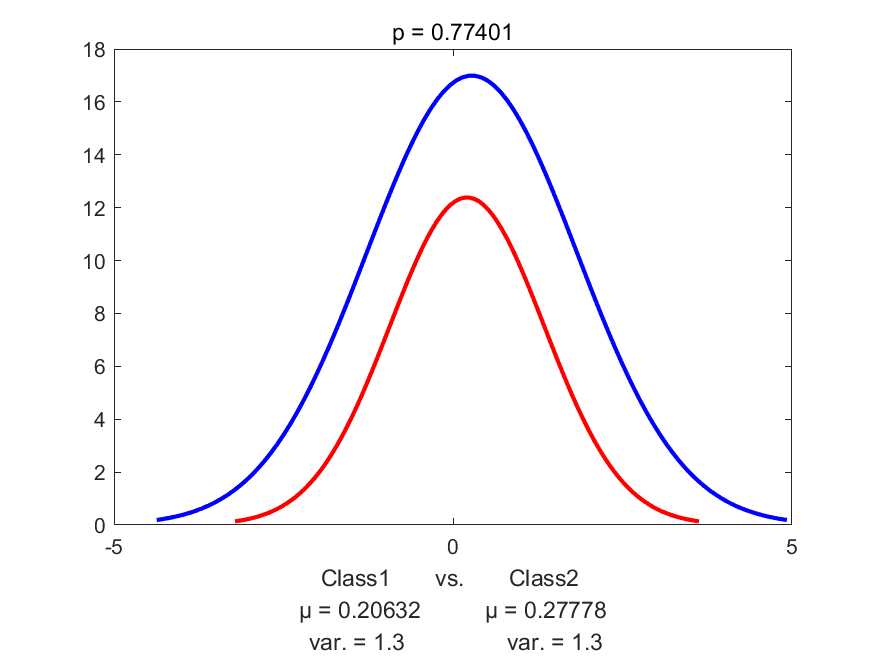 p = 0.77401
18
16
14
12
10
8
6
4
2
0
-5 0 5
Class1 vs. Class2
μ = 0.20632 μ = 0.27778
var. = 1.3 var. = 1.3